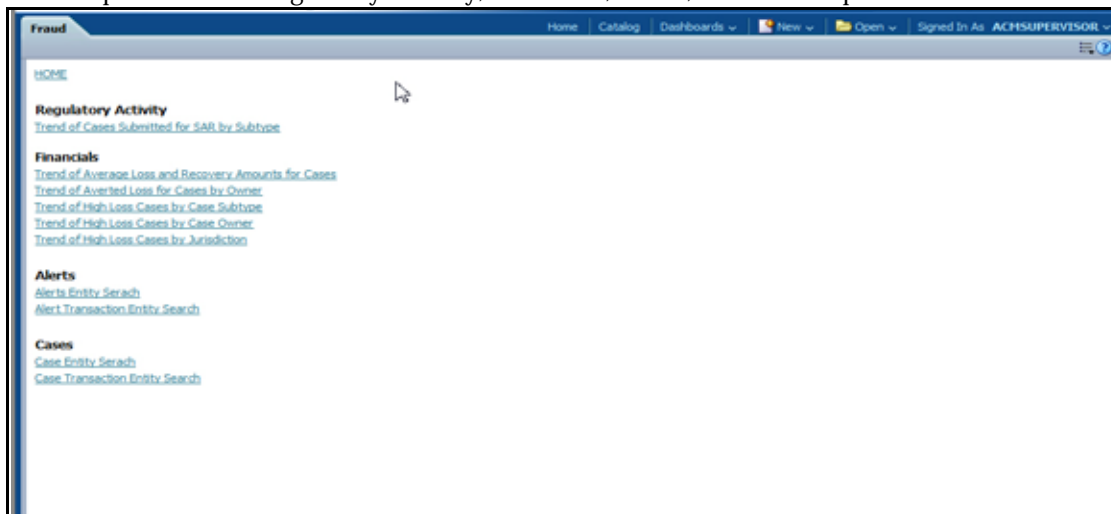 Fraud
Home Catalog Dashboards New Open Signed In As ACMSUPERVISOR
HOME
Regulatory Activity
Trend of Cases Submitted for SAR by Subtype
Financials
Trend of Average Loss and Recovery Amounts for Cases
Trend of Averted Loss for Cases by Owner
Trend of High Loss Cases by Case Subtype
Trend of High Loss Cases by Case Owner
Trend of High Loss Cases by Jurisdiction
Alerts
Alerts Entity Serach
Alert Transaction Entity Search
Cases
Case Entity Serach
Case Transaction Entity Search